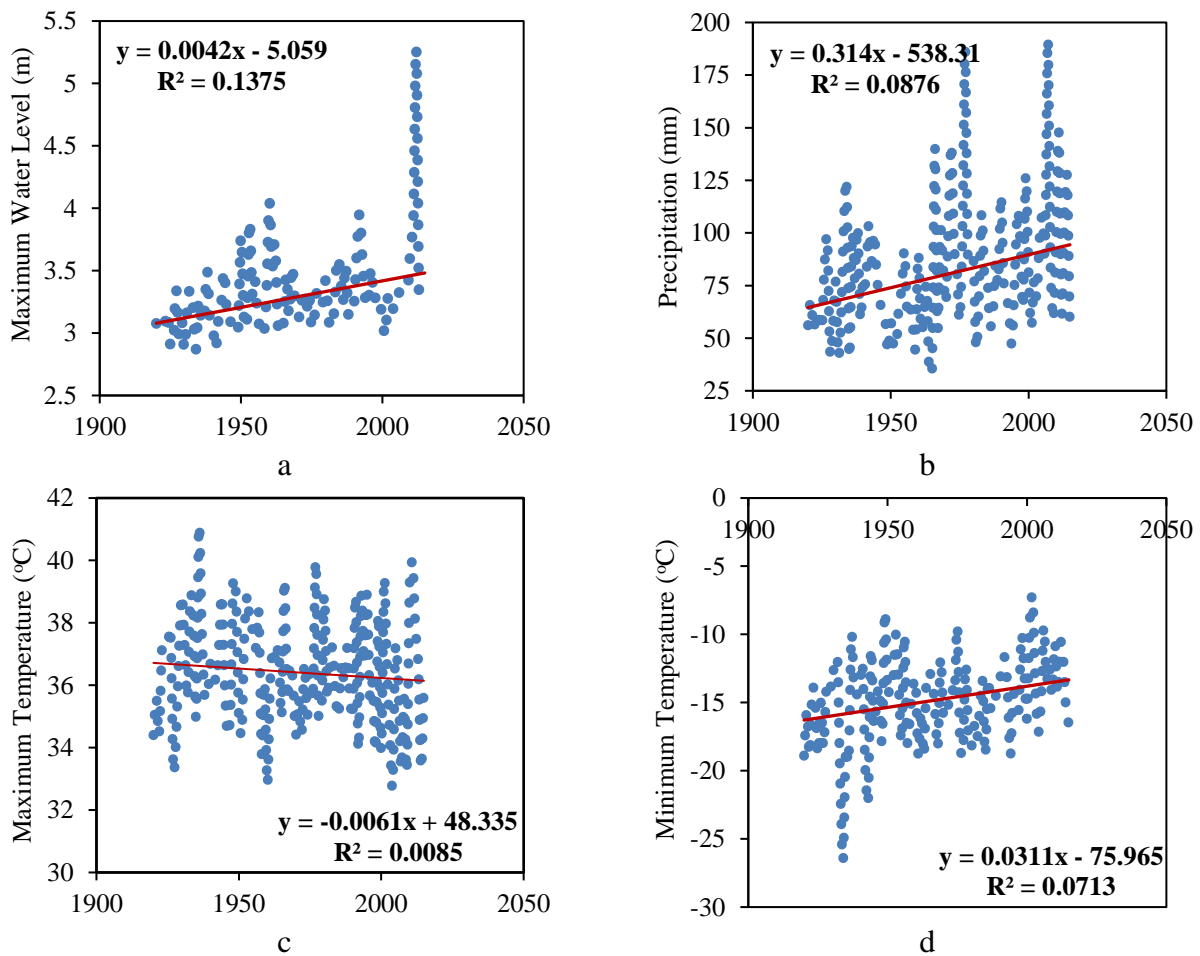 5.5
5
4.5
4
3.5
3
2.5
Maximum Water Level (m)
y = 0.0042x - 5.059
R² = 0.1375
1900 1950 2000 2050
a
200
175
150
125
100
75
50
25
Precipitation (mm)
y = 0.314x - 538.31
R² = 0.0876
1900 1950 2000 2050
b
42
40
38
36
34
32
30
Maximum Temperature (°C)
y = -0.0061x + 48.335
R² = 0.0085
1900 1950 2000 2050
c
0
-5
-10
-15
-20
-25
-30
Minimum Temperature (°C)
1900 1950 2000 2050
y = 0.0311x - 75.965
R² = 0.0713
d